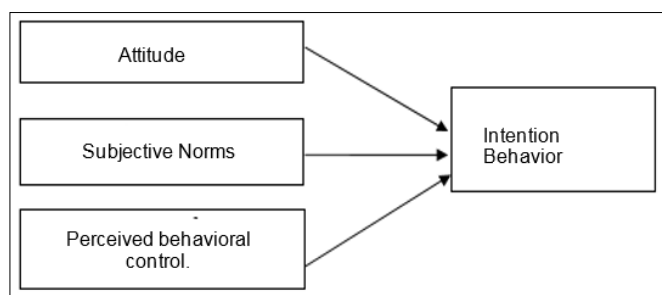 Attitude
Subjective Norms
Perceived behavioral
control.
Intention
Behavior